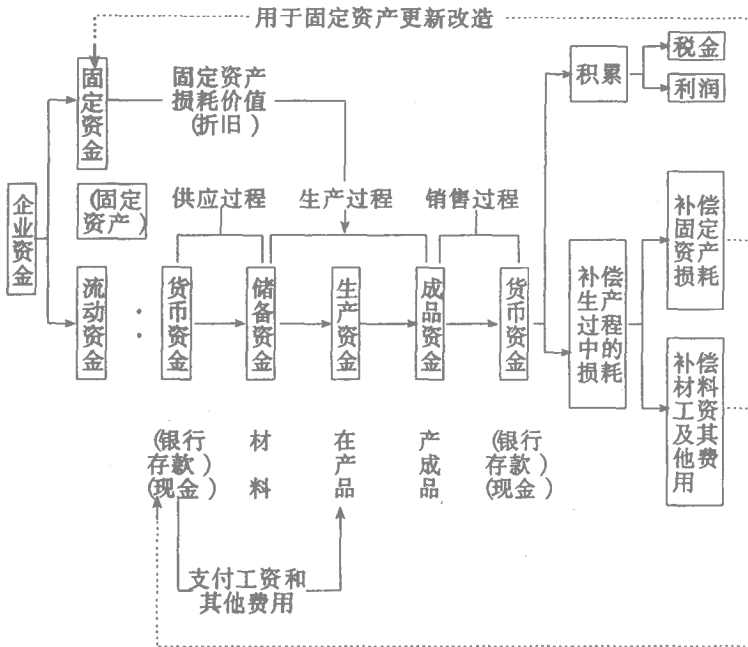 用于固定资产更新改造
税金
积累
利润
固定资金
固定资产
损耗价值
(折旧)
企业资金
(固定
资产)
供应过程
生产过程
销售过程
补偿
固定
资产
损耗
流动资金
:
货币资金
储备资金
生产资金
成品资金
货币资金
补偿
生产
过程
中的
损耗
补偿
材料
工资
及其
他费
用
(银行
存款)
(现金)
材料
在产品
产成品
(银行
存款)
(现金)
支付工资和
其他费用